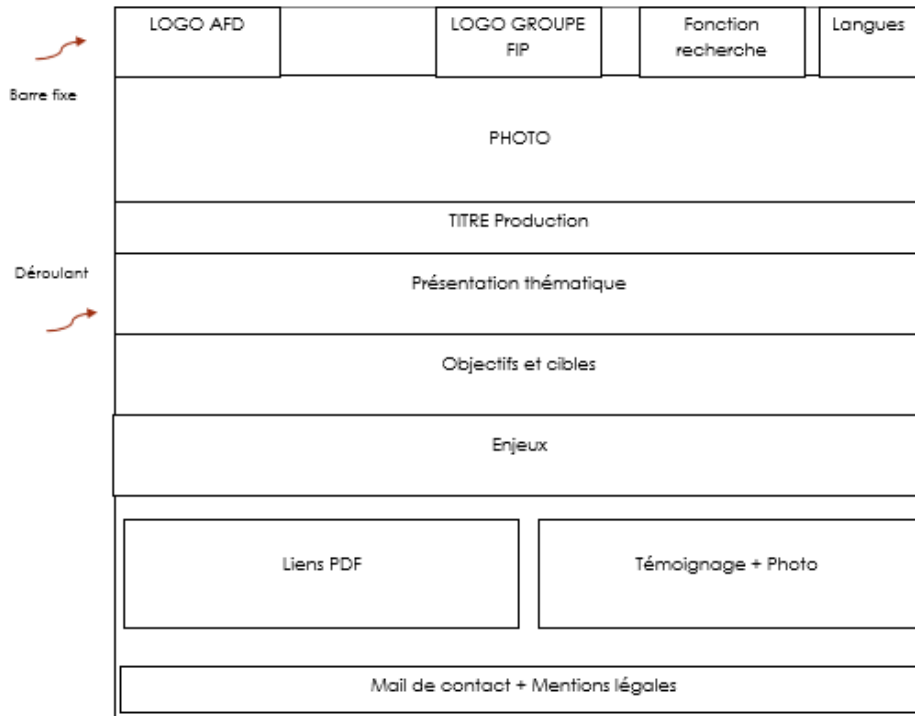 LOGO AFD
LOGO GROUPE
FIP
Fonction
recherche
Langues
Barre fixe
PHOTO
TITRE Production
Déroulant
Présentation thématique
Objectifs et cibles
Enjeux
Liens PDF
Témoignage + Photo
Mail de contact + Mentions légales